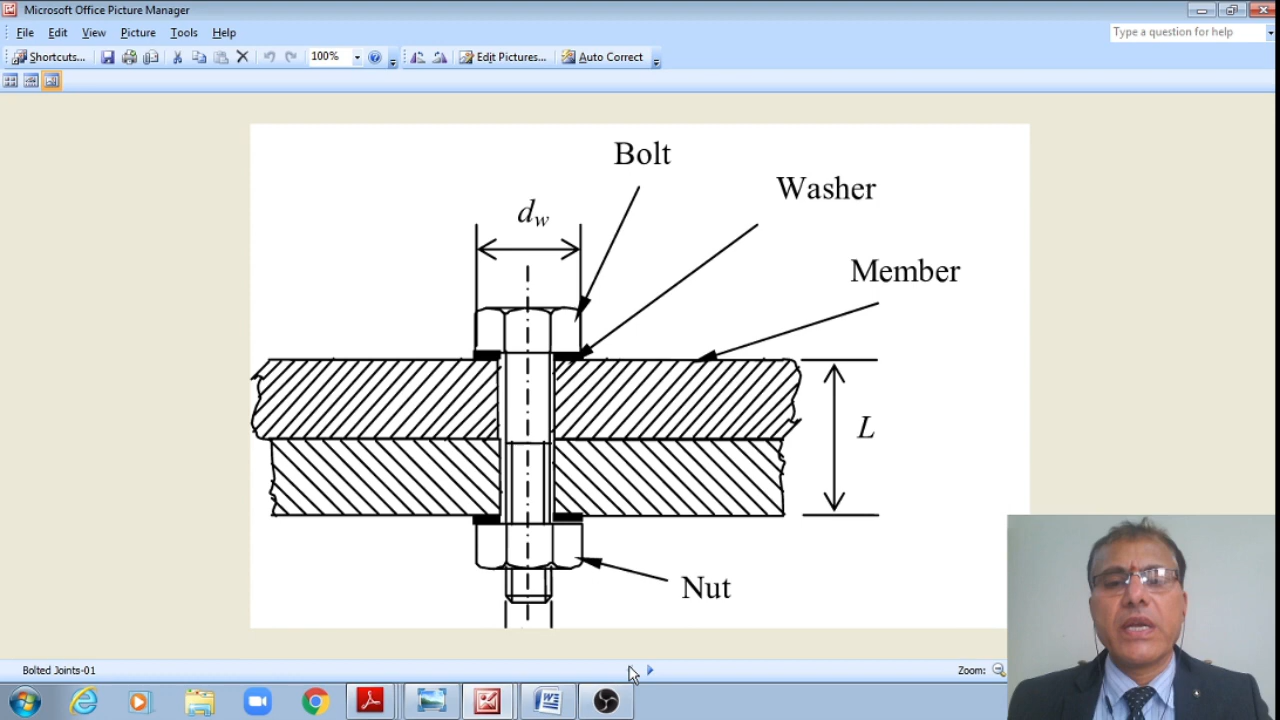 Microsoft Office Picture Manager
File Edit View Picture Tools Help
Type a question for help
Shortcuts... 100% Edit Pictures... Auto Correct
Bolt
Washer
dw
Member
L
Nut
Bolted Joints-01
Zoom: